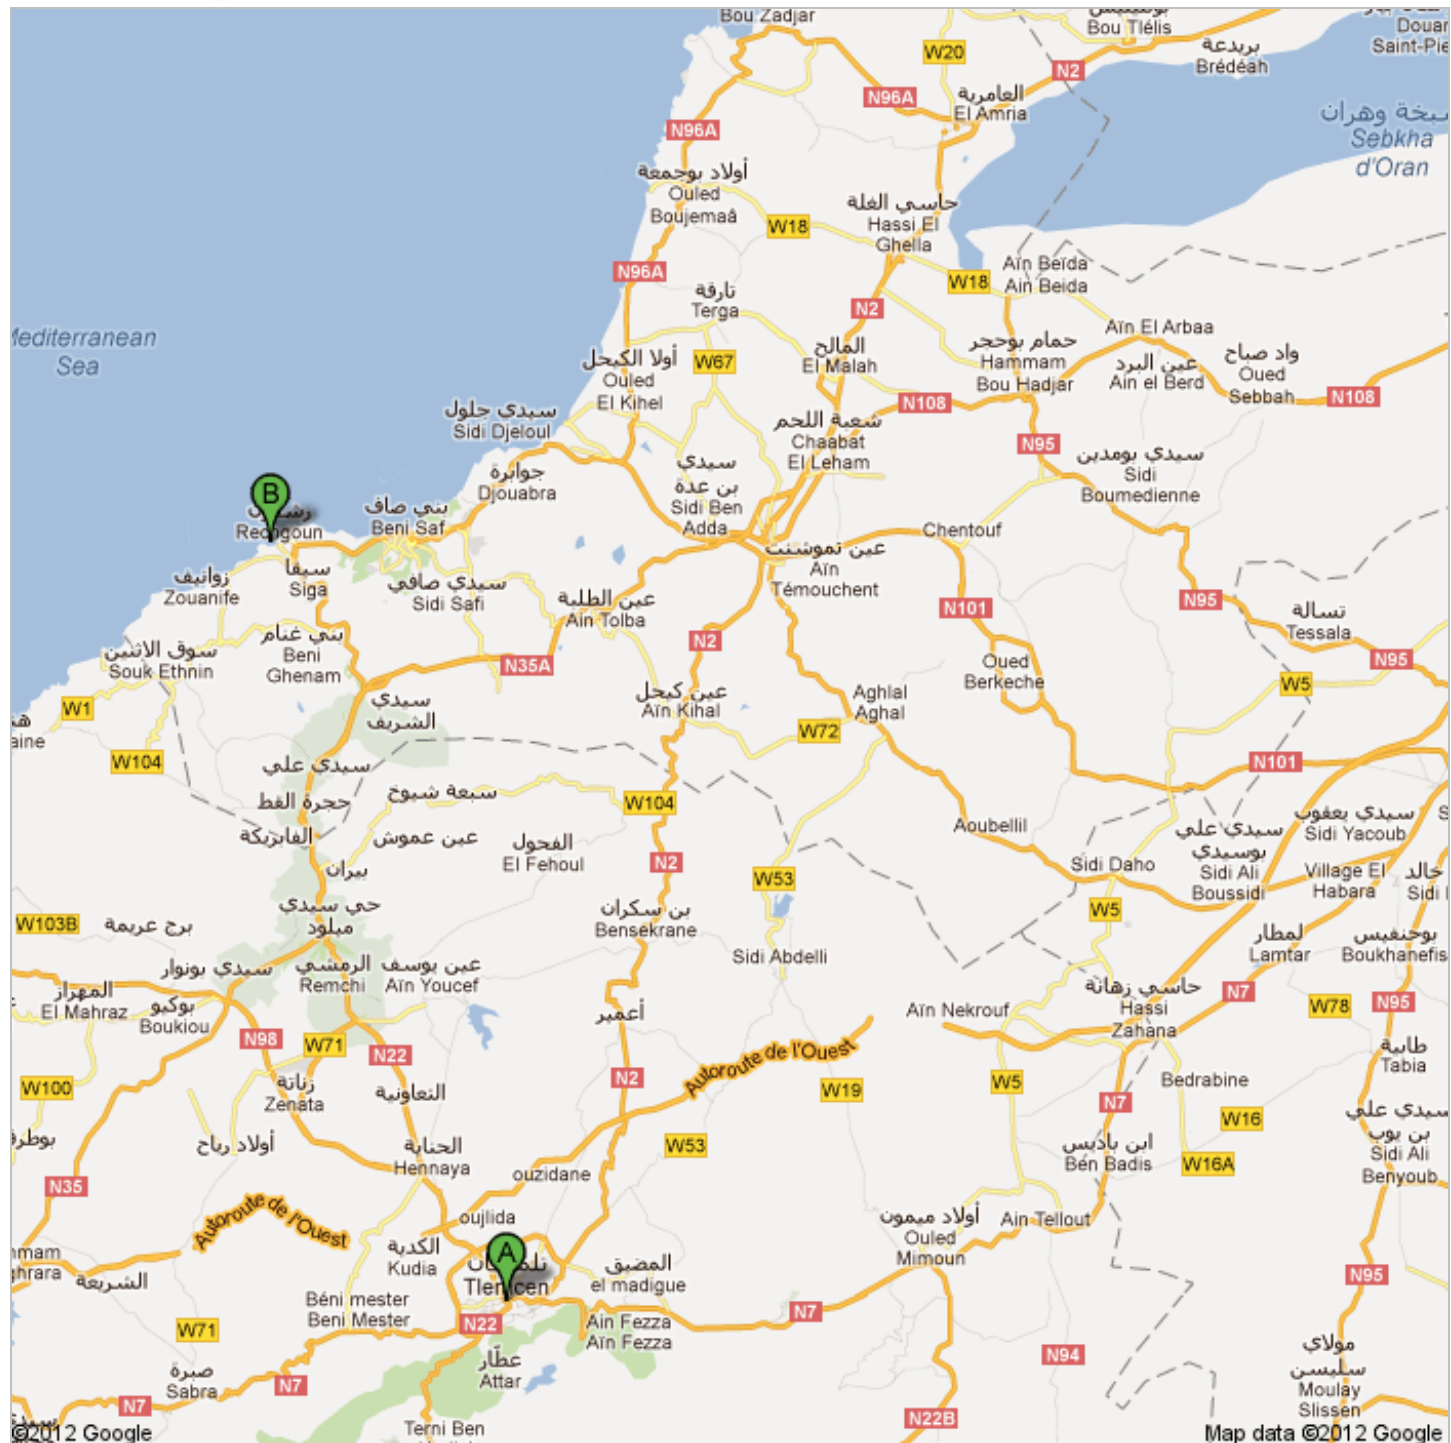 Bou Zadjar
Bou Tlélis
بريدعة
Brédéah
Saint-Pie
W20
N2
N96A
العامرية
El Amria
سبخة وهران
Sebkha
d'Oran
N96A
أولاد بوجمعة
Ouled
Boujemaâ
W18
حاسي الغلة
Hassi El
Ghella
N96A
Aïn Beïda
Ain Beida
W18
تارقة
Terga
N2
Mediterranean
Sea
Aïn El Arbaa
أولا الكيحل
Ouled
El Kihel
W67
المالح
El Malah
حمام بوحجر
Hammam
Bou Hadjar
عين البرد
Ain el Berd
واد صباح
Oued
Sebbah
N108
N108
سيدي جلول
Sidi Djeloul
شعبة اللحم
Chaabat
El Leham
N95
سيدي بومدين
Sidi
Boumedienne
جوابرة
Djouabra
سيدي
بن عدة
Sidi Ben
Adda
B
Rechgoun
بني صاف
Beni Saf
Chentouf
عين تموشنت
Aïn
Témouchent
سيقا
Siga
زوانيف
Zouanife
سيدي صافي
Sidi Safi
عين الطلبة
Ain Tolba
N101
N95
تسالة
Tessala
N2
بني غنام
Beni
Ghenam
سوق الاثنين
Souk Ethnin
N35A
Oued
Berkeche
N95
W5
W1
سيدي
الشريف
عين كيحل
Aïn Kihal
Aghlal
Aghal
W72
W104
سيدي علي
N101
حجرة القط
سبعة شيوخ
W104
الفابريكة
عين عموش
الفحول
El Fehoul
Aoubellil
سيدي يعقوب
Sidi Yacoub
سيدي علي
بوسيدي
Sidi Ali
Boussidi
بيران
N2
W53
Sidi Daho
Village El
Habara
خالد
W5
W103B
برج عريمة
حي سيدي
ميلود
بن سكران
Bensekrane
Sidi Abdelli
لمطار
Lamtar
بوحنفيس
Boukhanefis
سيدي بونوار
الرمشي
Remchi
عين يوسف
Aïn Youcef
المهراز
El Mahraz
بوكيو
Boukiou
أعمير
Aïn Nekrouf
حاسي زهانة
Hassi
Zahana
N7
W78
N95
N98
W71
N22
Autoroute de l'Ouest
طابية
Tabia
W100
زناتة
Zenata
التعاونية
N2
W19
W5
Bedrabine
N7
W16
أولاد رياح
الحناية
Hennaya
W53
ابن باديس
Bén Badis
W16A
سيدي علي
بن يوب
Sidi Ali
Benyoub
N35
ouzidane
Autoroute de l'Ouest
oujlida
أولاد ميمون
Ouled
Mimoun
Ain Tellout
الكدية
Kudia
A
Tlemcen
المضيق
el madigue
الشريعة
N95
Béni mester
Beni Mester
N22
Ain Fezza
Aïn Fezza
N7
W71
عطّار
Attar
N94
مولاي
سليسن
Moulay
Slissen
صبرة
Sabra
N7
N7
Terni Ben
N22B
©2012 Google
Map data ©2012 Google